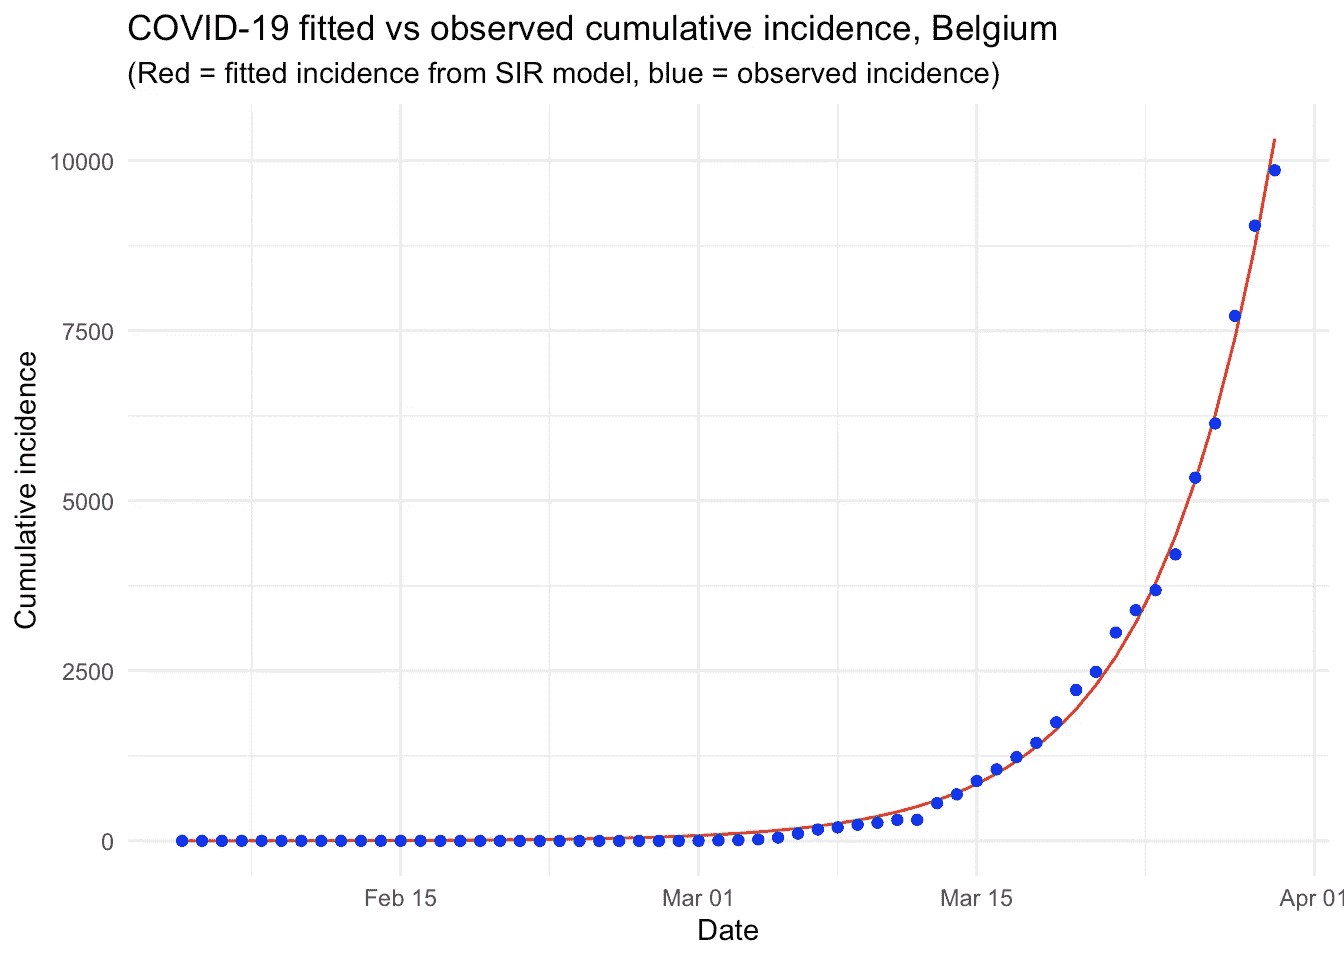 COVID-19 fitted vs observed cumulative incidence, Belgium
(Red = fitted incidence from SIR model, blue = observed incidence)
10000
7500
5000
2500
0
Cumulative incidence
Feb 15 Mar 01 Mar 15 Apr 01
Date